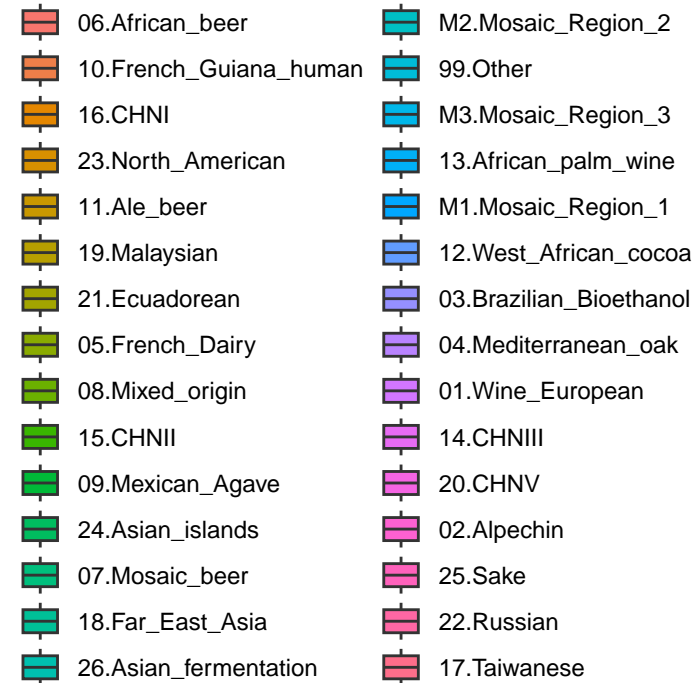 06.African_beer
10.French_Guiana_human
16.CHNI
23.North_American
11.Ale_beer
19.Malaysian
21.Ecuadorean
05.French_Dairy
08.Mixed_origin
15.CHNII
09.Mexican_Agave
24.Asian_islands
07.Mosaic_beer
18.Far_East_Asia
26.Asian_fermentation
M2.Mosaic_Region_2
99.Other
M3.Mosaic_Region_3
13.African_palm_wine
M1.Mosaic_Region_1
12.West_African_cocoa
03.Brazilian_Bioethanol
04.Mediterranean_oak
01.Wine_European
14.CHNIII
20.CHNV
02.Alpechin
25.Sake
22.Russian
17.Taiwanese